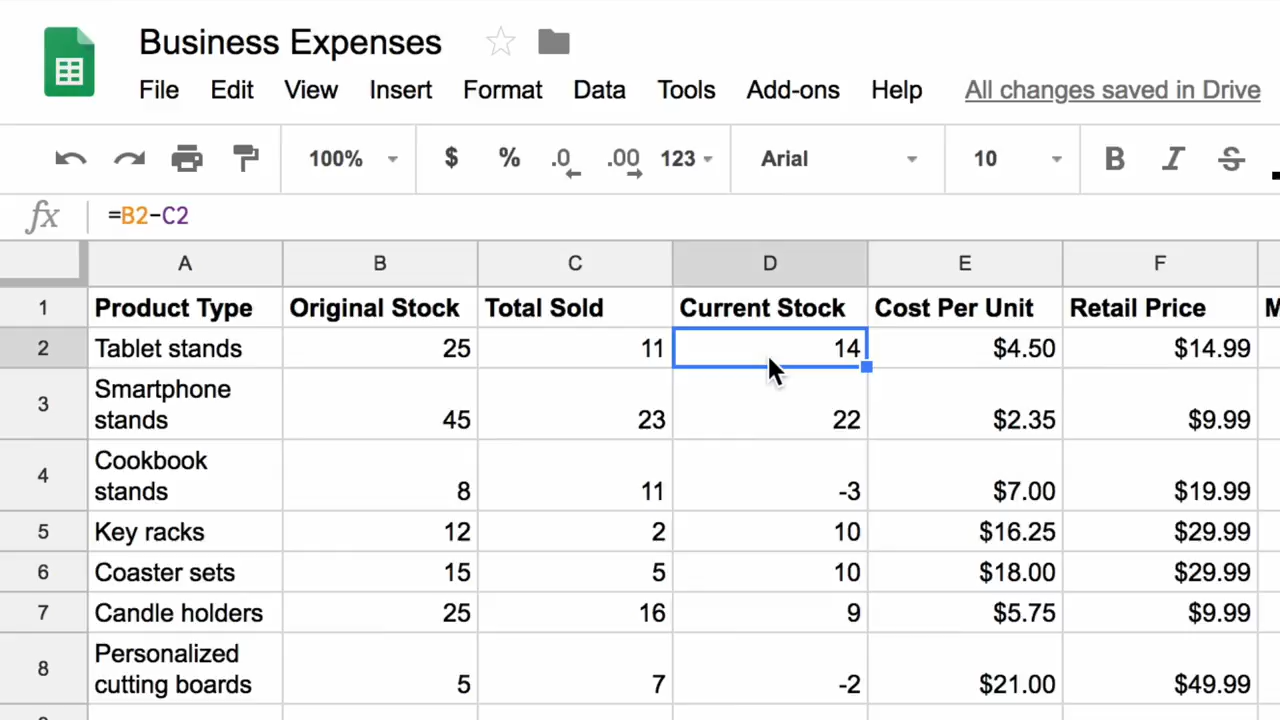 Business Expenses
File Edit View Insert Format Data Tools Add-ons Help All changes saved in Drive
100% $ % .0 .00 123 Arial 10 B I S
fx =B2-C2
A B C D E F
1 Product Type Original Stock Total Sold Current Stock Cost Per Unit Retail Price M
2 Tablet stands 25 11 14 $4.50 $14.99
3 Smartphone
stands 45 23 22 $2.35 $9.99
4 Cookbook
stands 8 11 -3 $7.00 $19.99
5 Key racks 12 2 10 $16.25 $29.99
6 Coaster sets 15 5 10 $18.00 $29.99
7 Candle holders 25 16 9 $5.75 $9.99
8 Personalized
cutting boards 5 7 -2 $21.00 $49.99